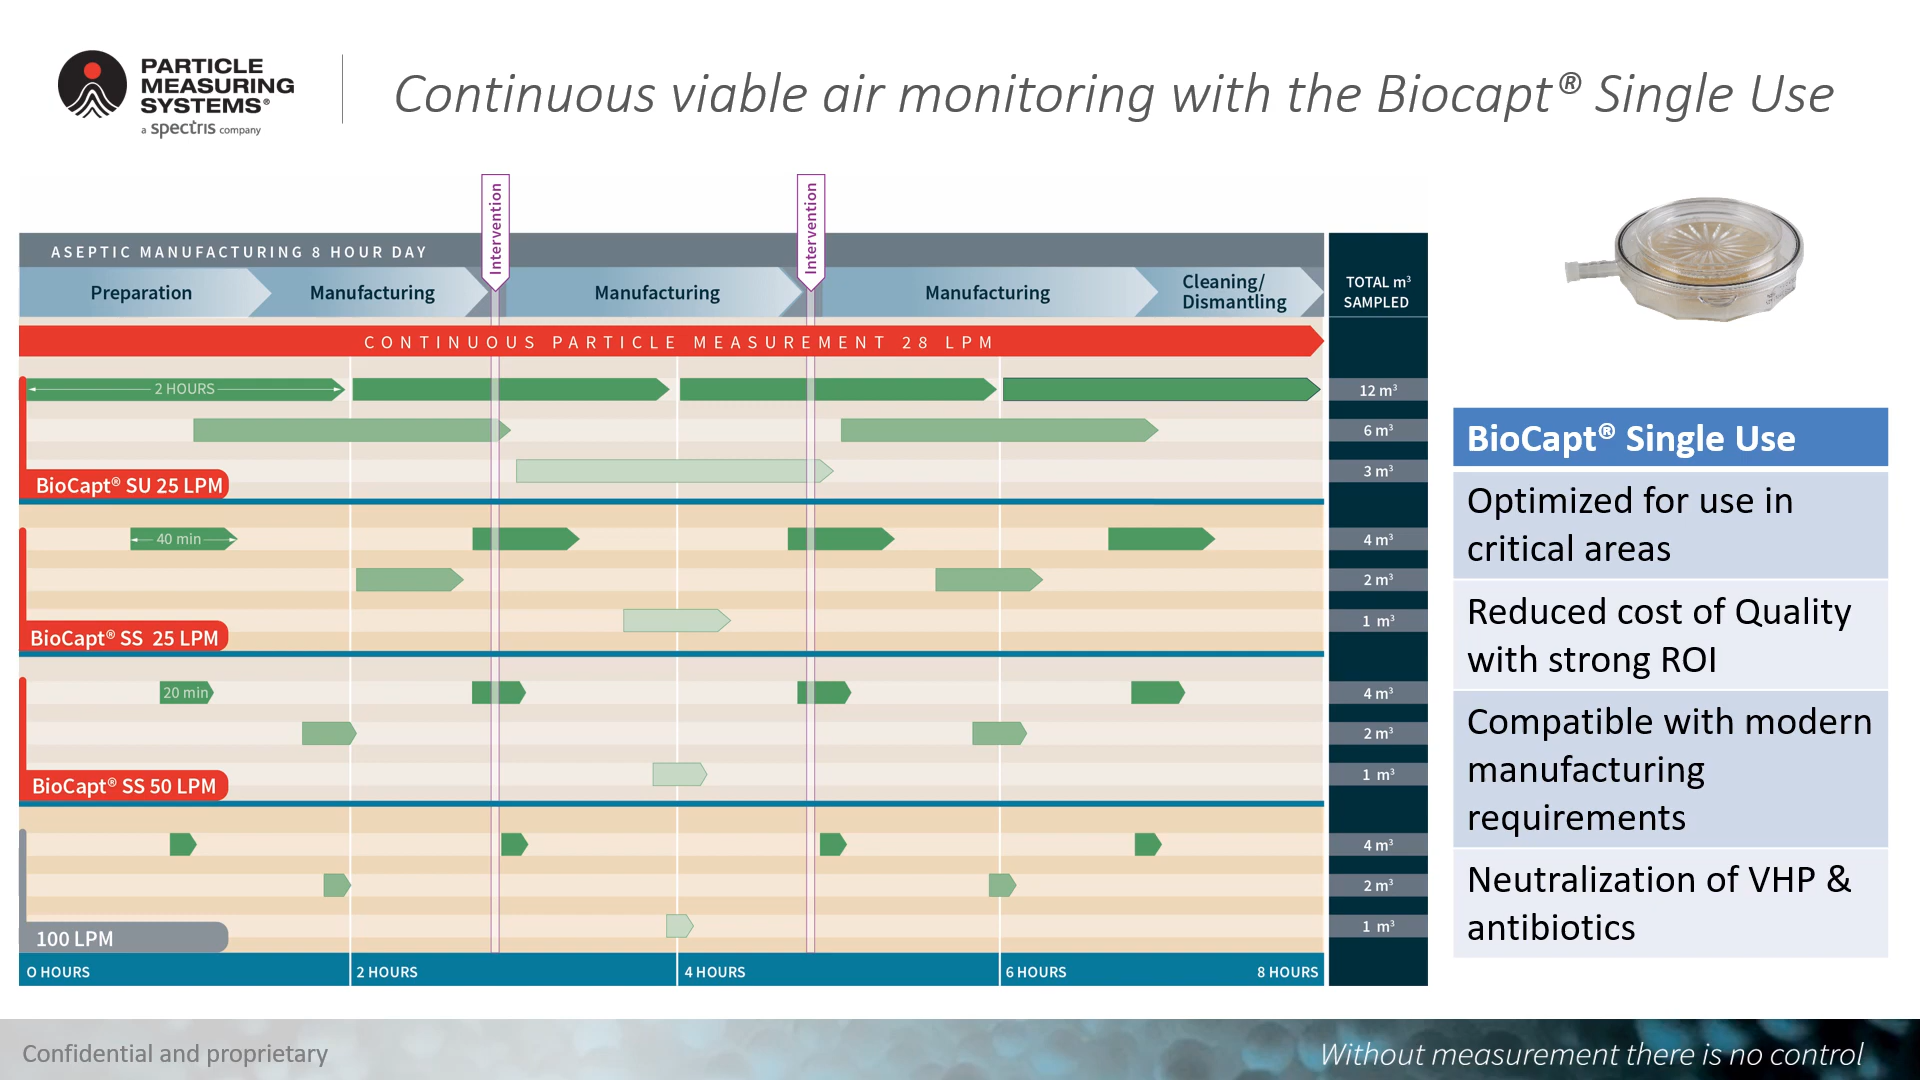 PARTICLE
MEASURING
SYSTEMS®
a spectris company
Continuous viable air monitoring with the Biocapt® Single Use
Intervention
Intervention
ASEPTIC MANUFACTURING 8 HOUR DAY
Preparation
Manufacturing
Manufacturing
Manufacturing
Cleaning/
Dismantling
TOTAL m³
SAMPLED
CONTINUOUS PARTICLE MEASUREMENT 28 LPM
2 HOURS
12 m³
6 m³
3 m³
BioCapt® SU 25 LPM
40 min
4 m³
2 m³
1 m³
BioCapt® SS 25 LPM
20 min
4 m³
2 m³
1 m³
BioCapt® SS 50 LPM
4 m³
2 m³
1 m³
100 LPM
O HOURS
2 HOURS
4 HOURS
6 HOURS
8 HOURS
BioCapt® Single Use
Optimized for use in
critical areas
Reduced cost of Quality
with strong ROI
Compatible with modern
manufacturing
requirements
Neutralization of VHP &
antibiotics
Confidential and proprietary
Without measurement there is no control